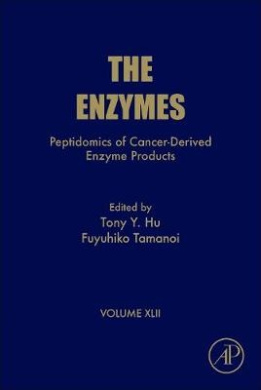 THE
ENZYMES
Peptidomics of Cancer-Derived
Enzyme Products
Edited by
Tony Y. Hu
Fuyuhiko Tamanoi
VOLUME XLII
AP